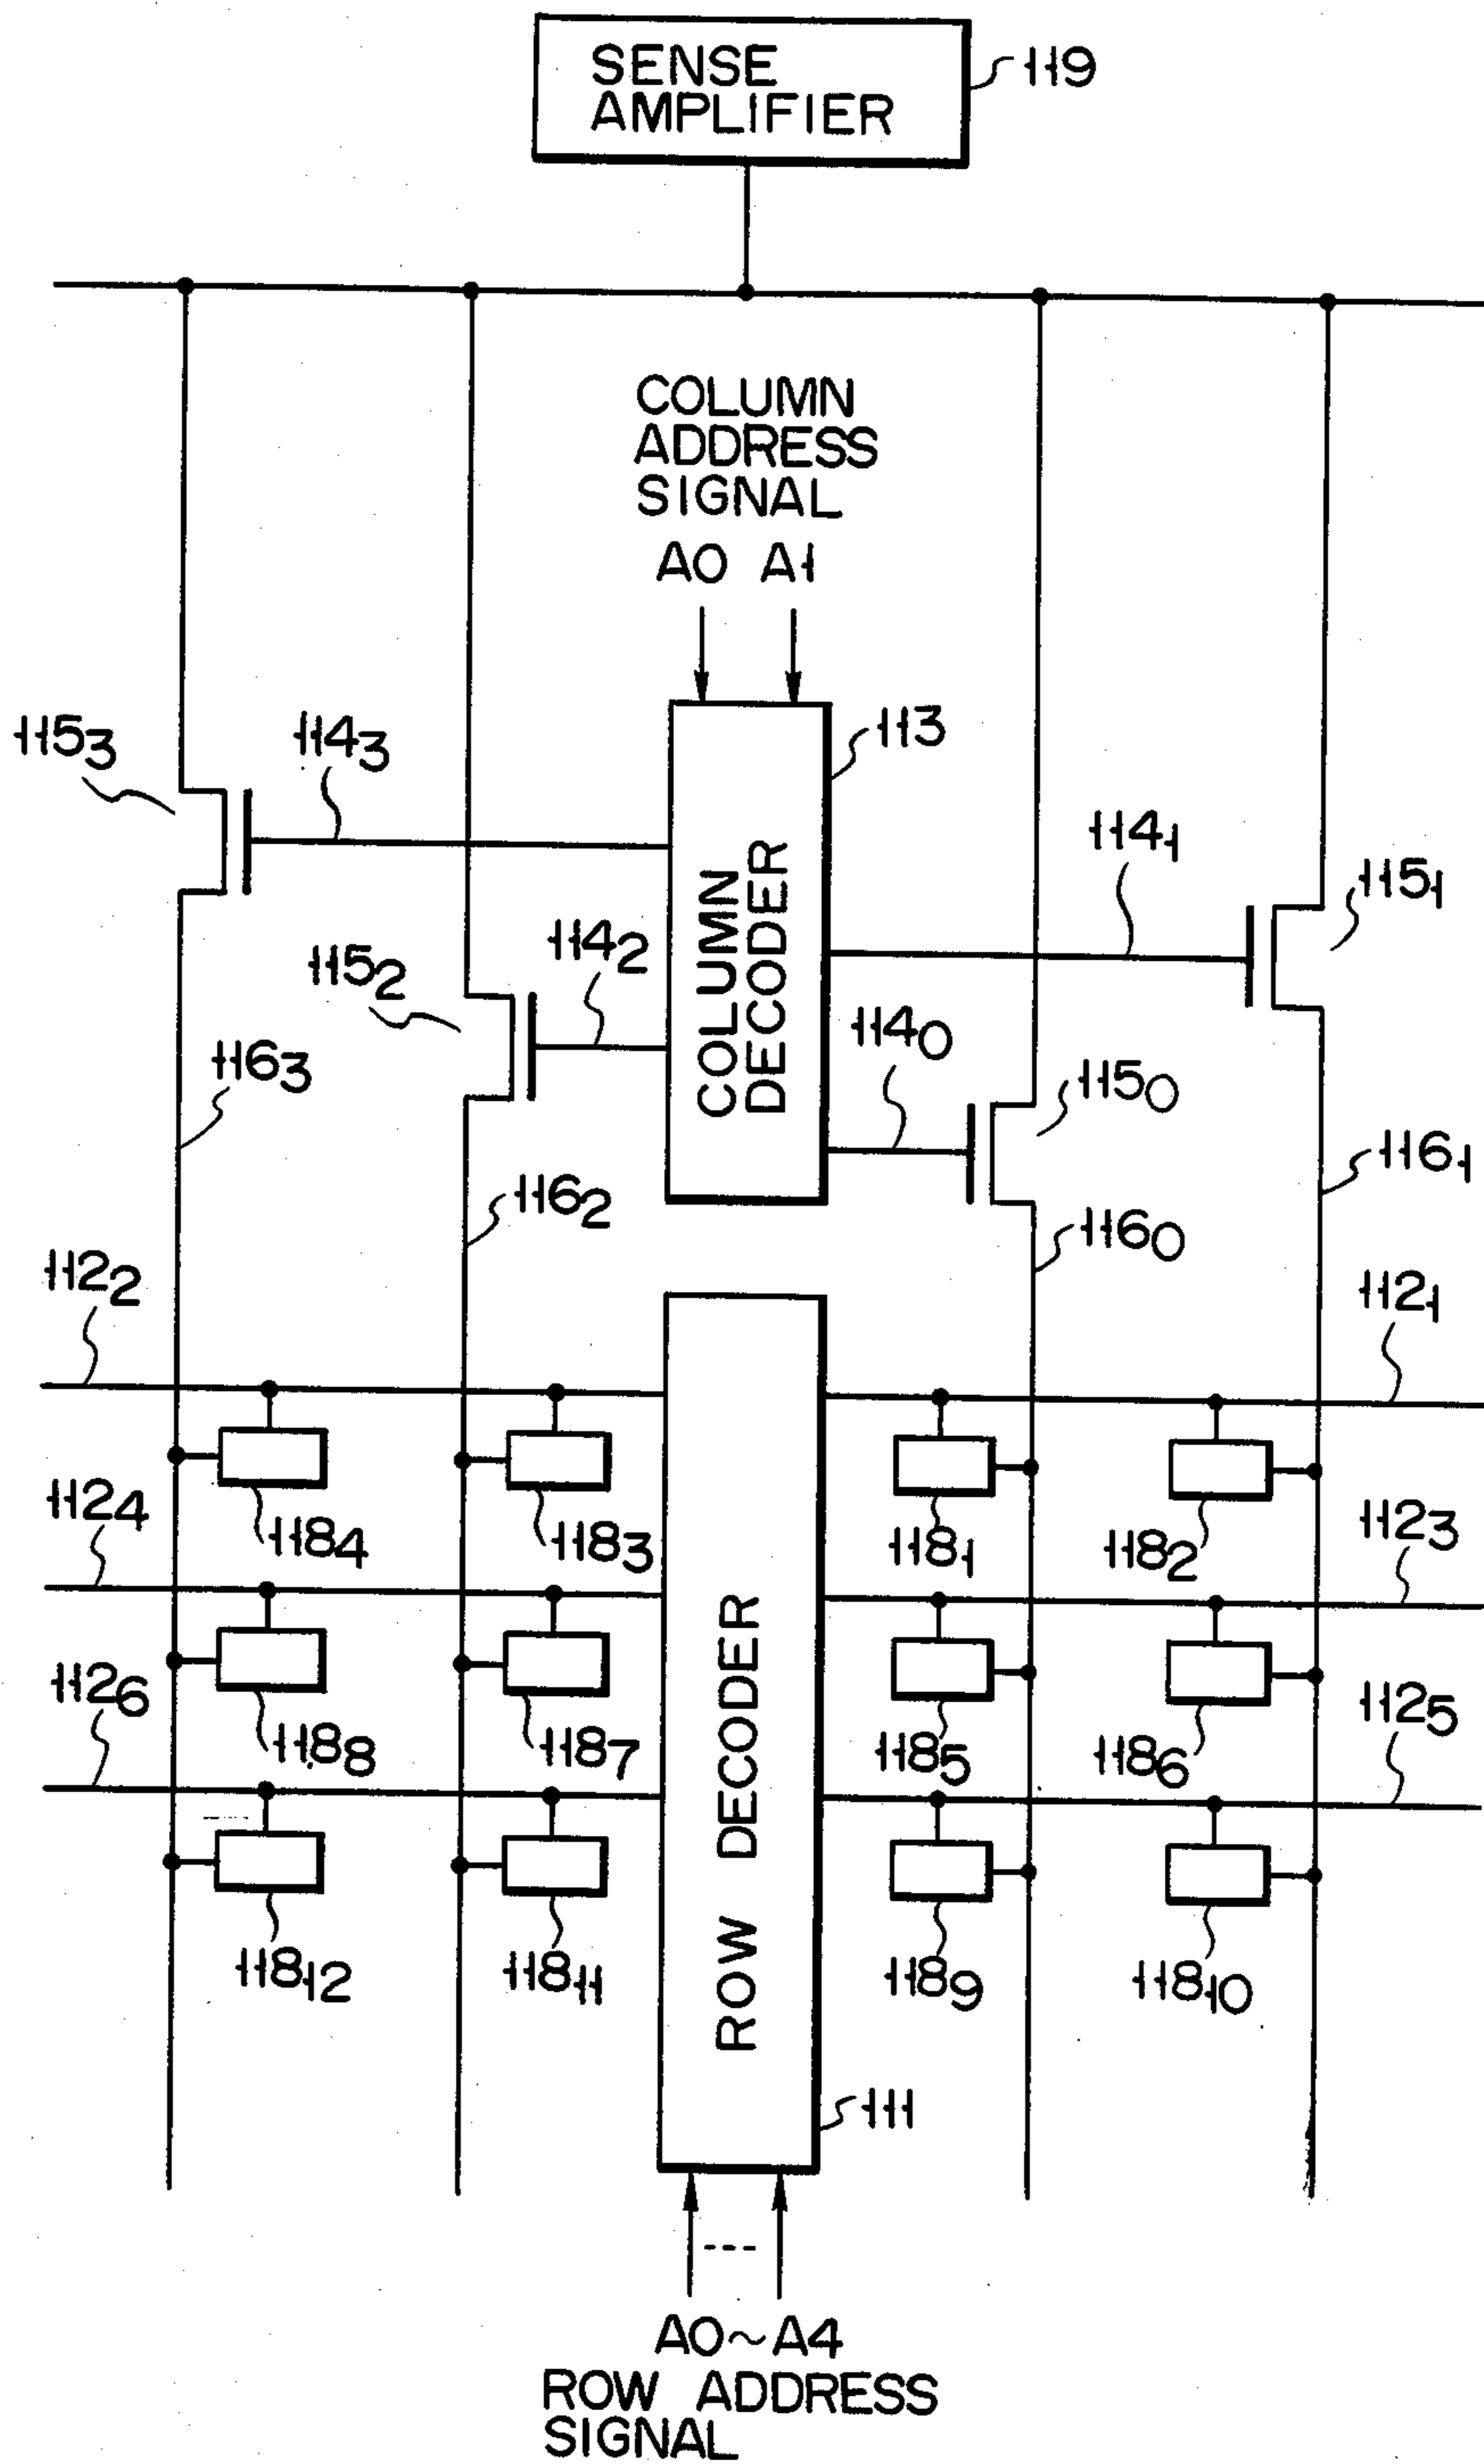 SENSE
AMPLIFIER
119
COLUMN
ADDRESS
SIGNAL
A0 A1
115₃
114₃
113
114₁
115₁
115₂
114₂
COLUMN
DECODER
114₀
115₀
116₃
116₂
116₀
116₁
112₂
112₁
118₄
118₃
118₁
118₂
112₄
112₃
118₈
118₇
118₅
118₆
112₆
112₅
ROW DECODER
118₁₂
118₁₁
118₉
118₁₀
111
---
A0~A4
ROW ADDRESS
SIGNAL